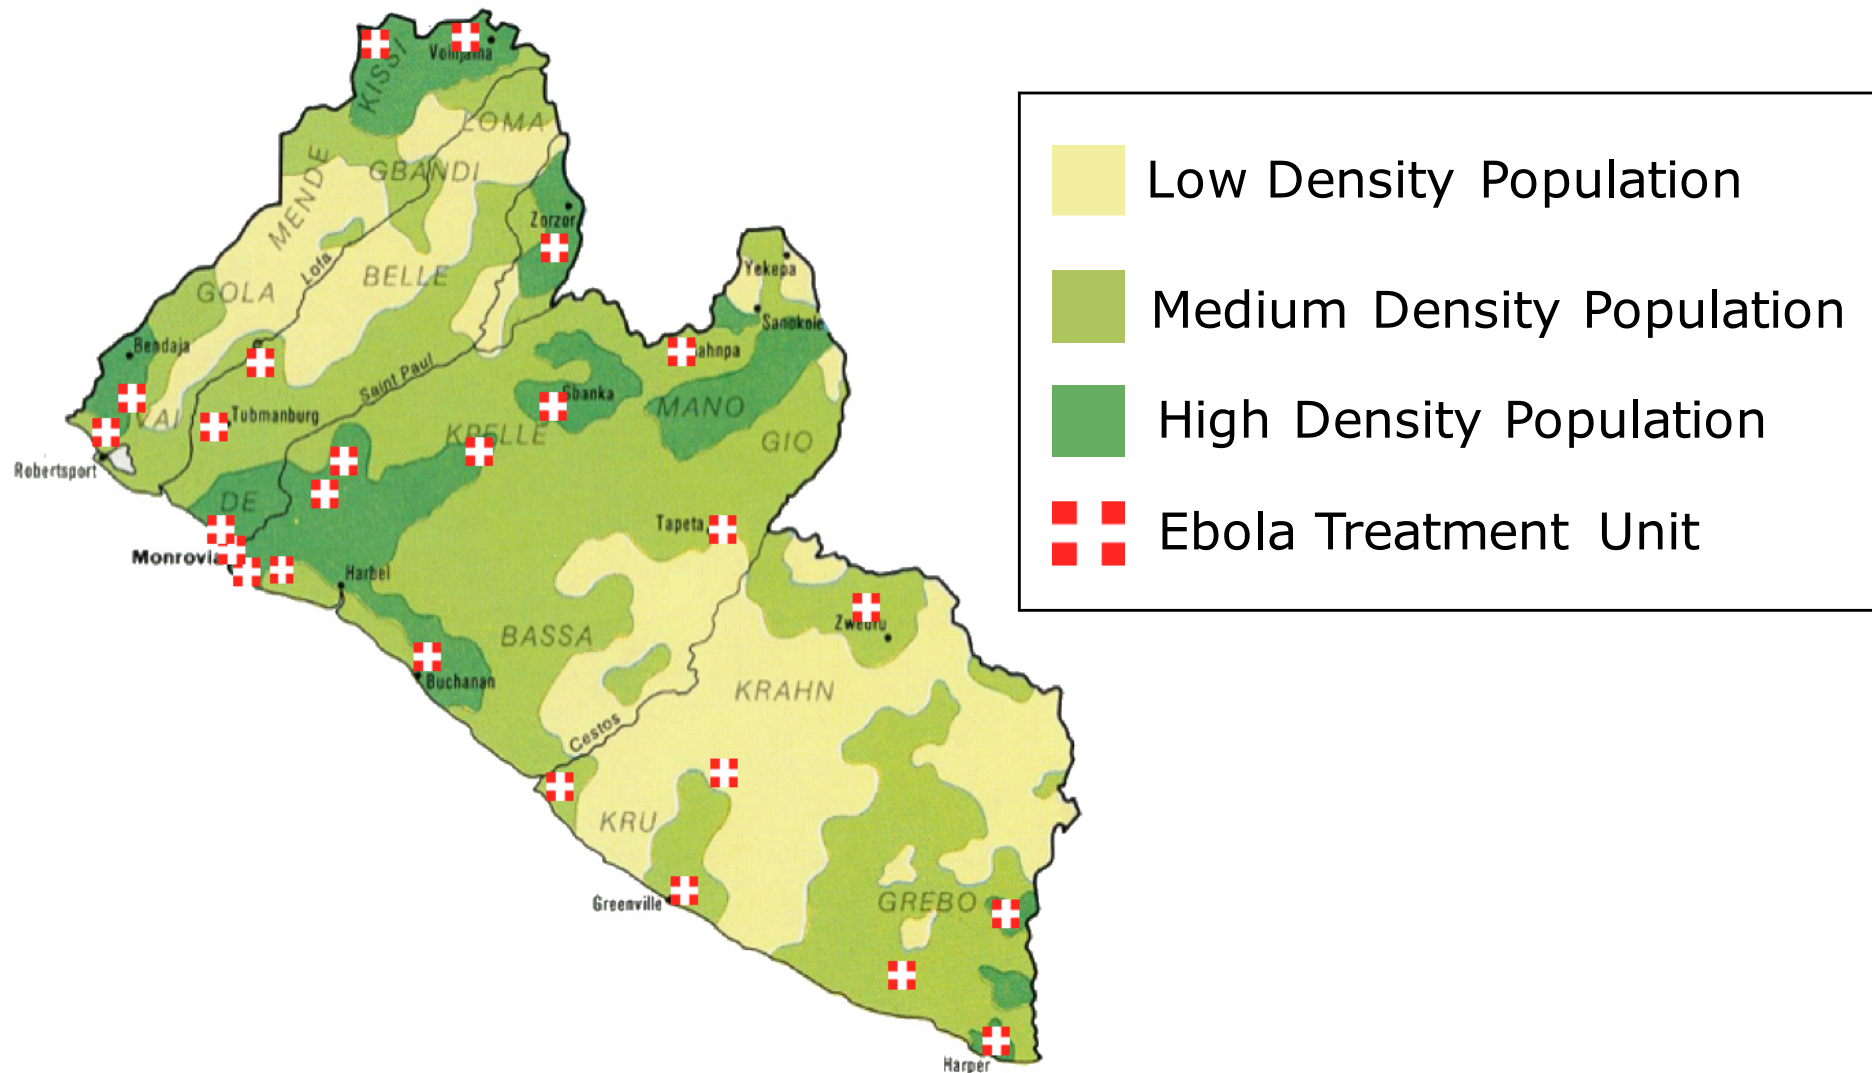 Voinjama
KISSI
LOMA
GBANDI
MENDE
Zorzor
Lofa
BELLE
GOLA
Yekepa
Sanokole
Bendaja
ahnpa
Saint Paul
Gbanka
MANO
VAI
Tubmanburg
KPELLE
GIO
Robertsport
DE
Tapeta
Monrovia
Harbel
Zwedru
BASSA
Buchanan
KRAHN
Cestos
KRU
Greenville
GREBO
Harper
Low Density Population
Medium Density Population
High Density Population
Ebola Treatment Unit